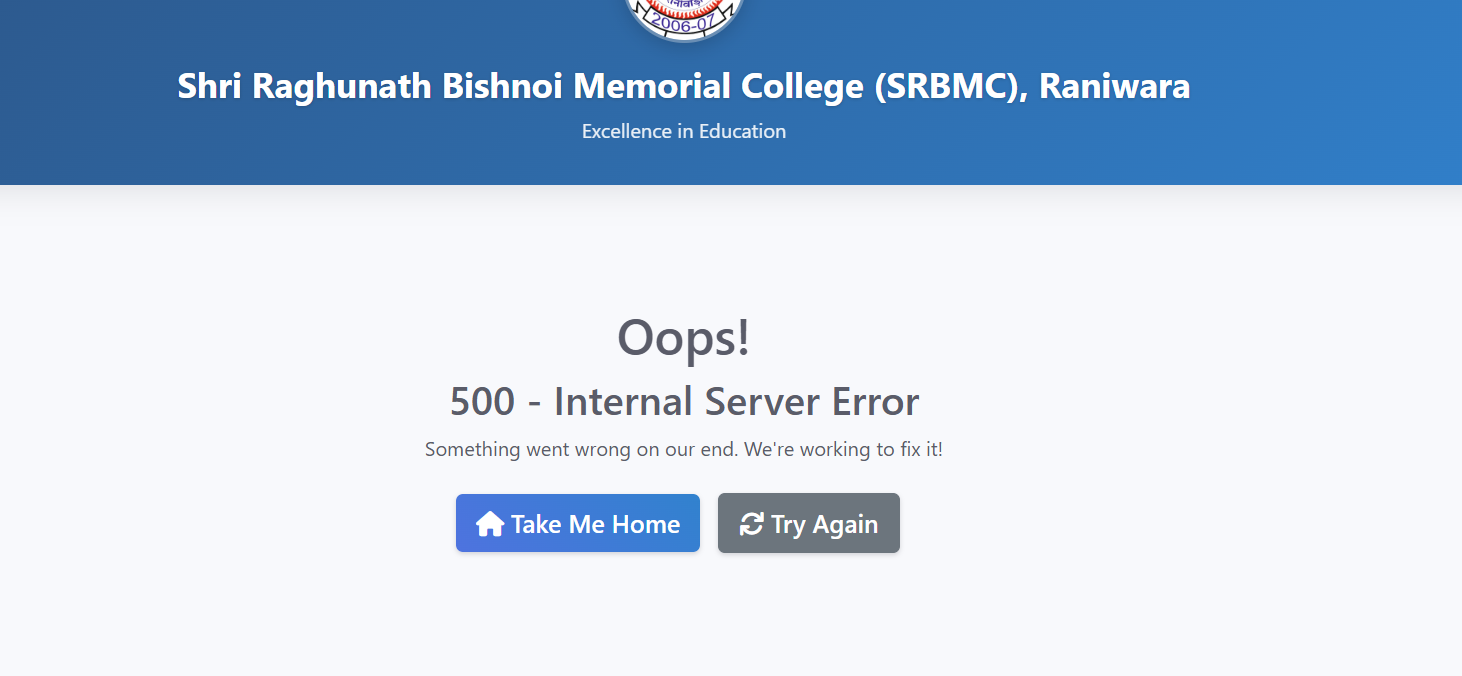 2006-07
Shri Raghunath Bishnoi Memorial College (SRBMC), Raniwara
Excellence in Education
Oops!
500 - Internal Server Error
Something went wrong on our end. We're working to fix it!
Take Me Home
Try Again